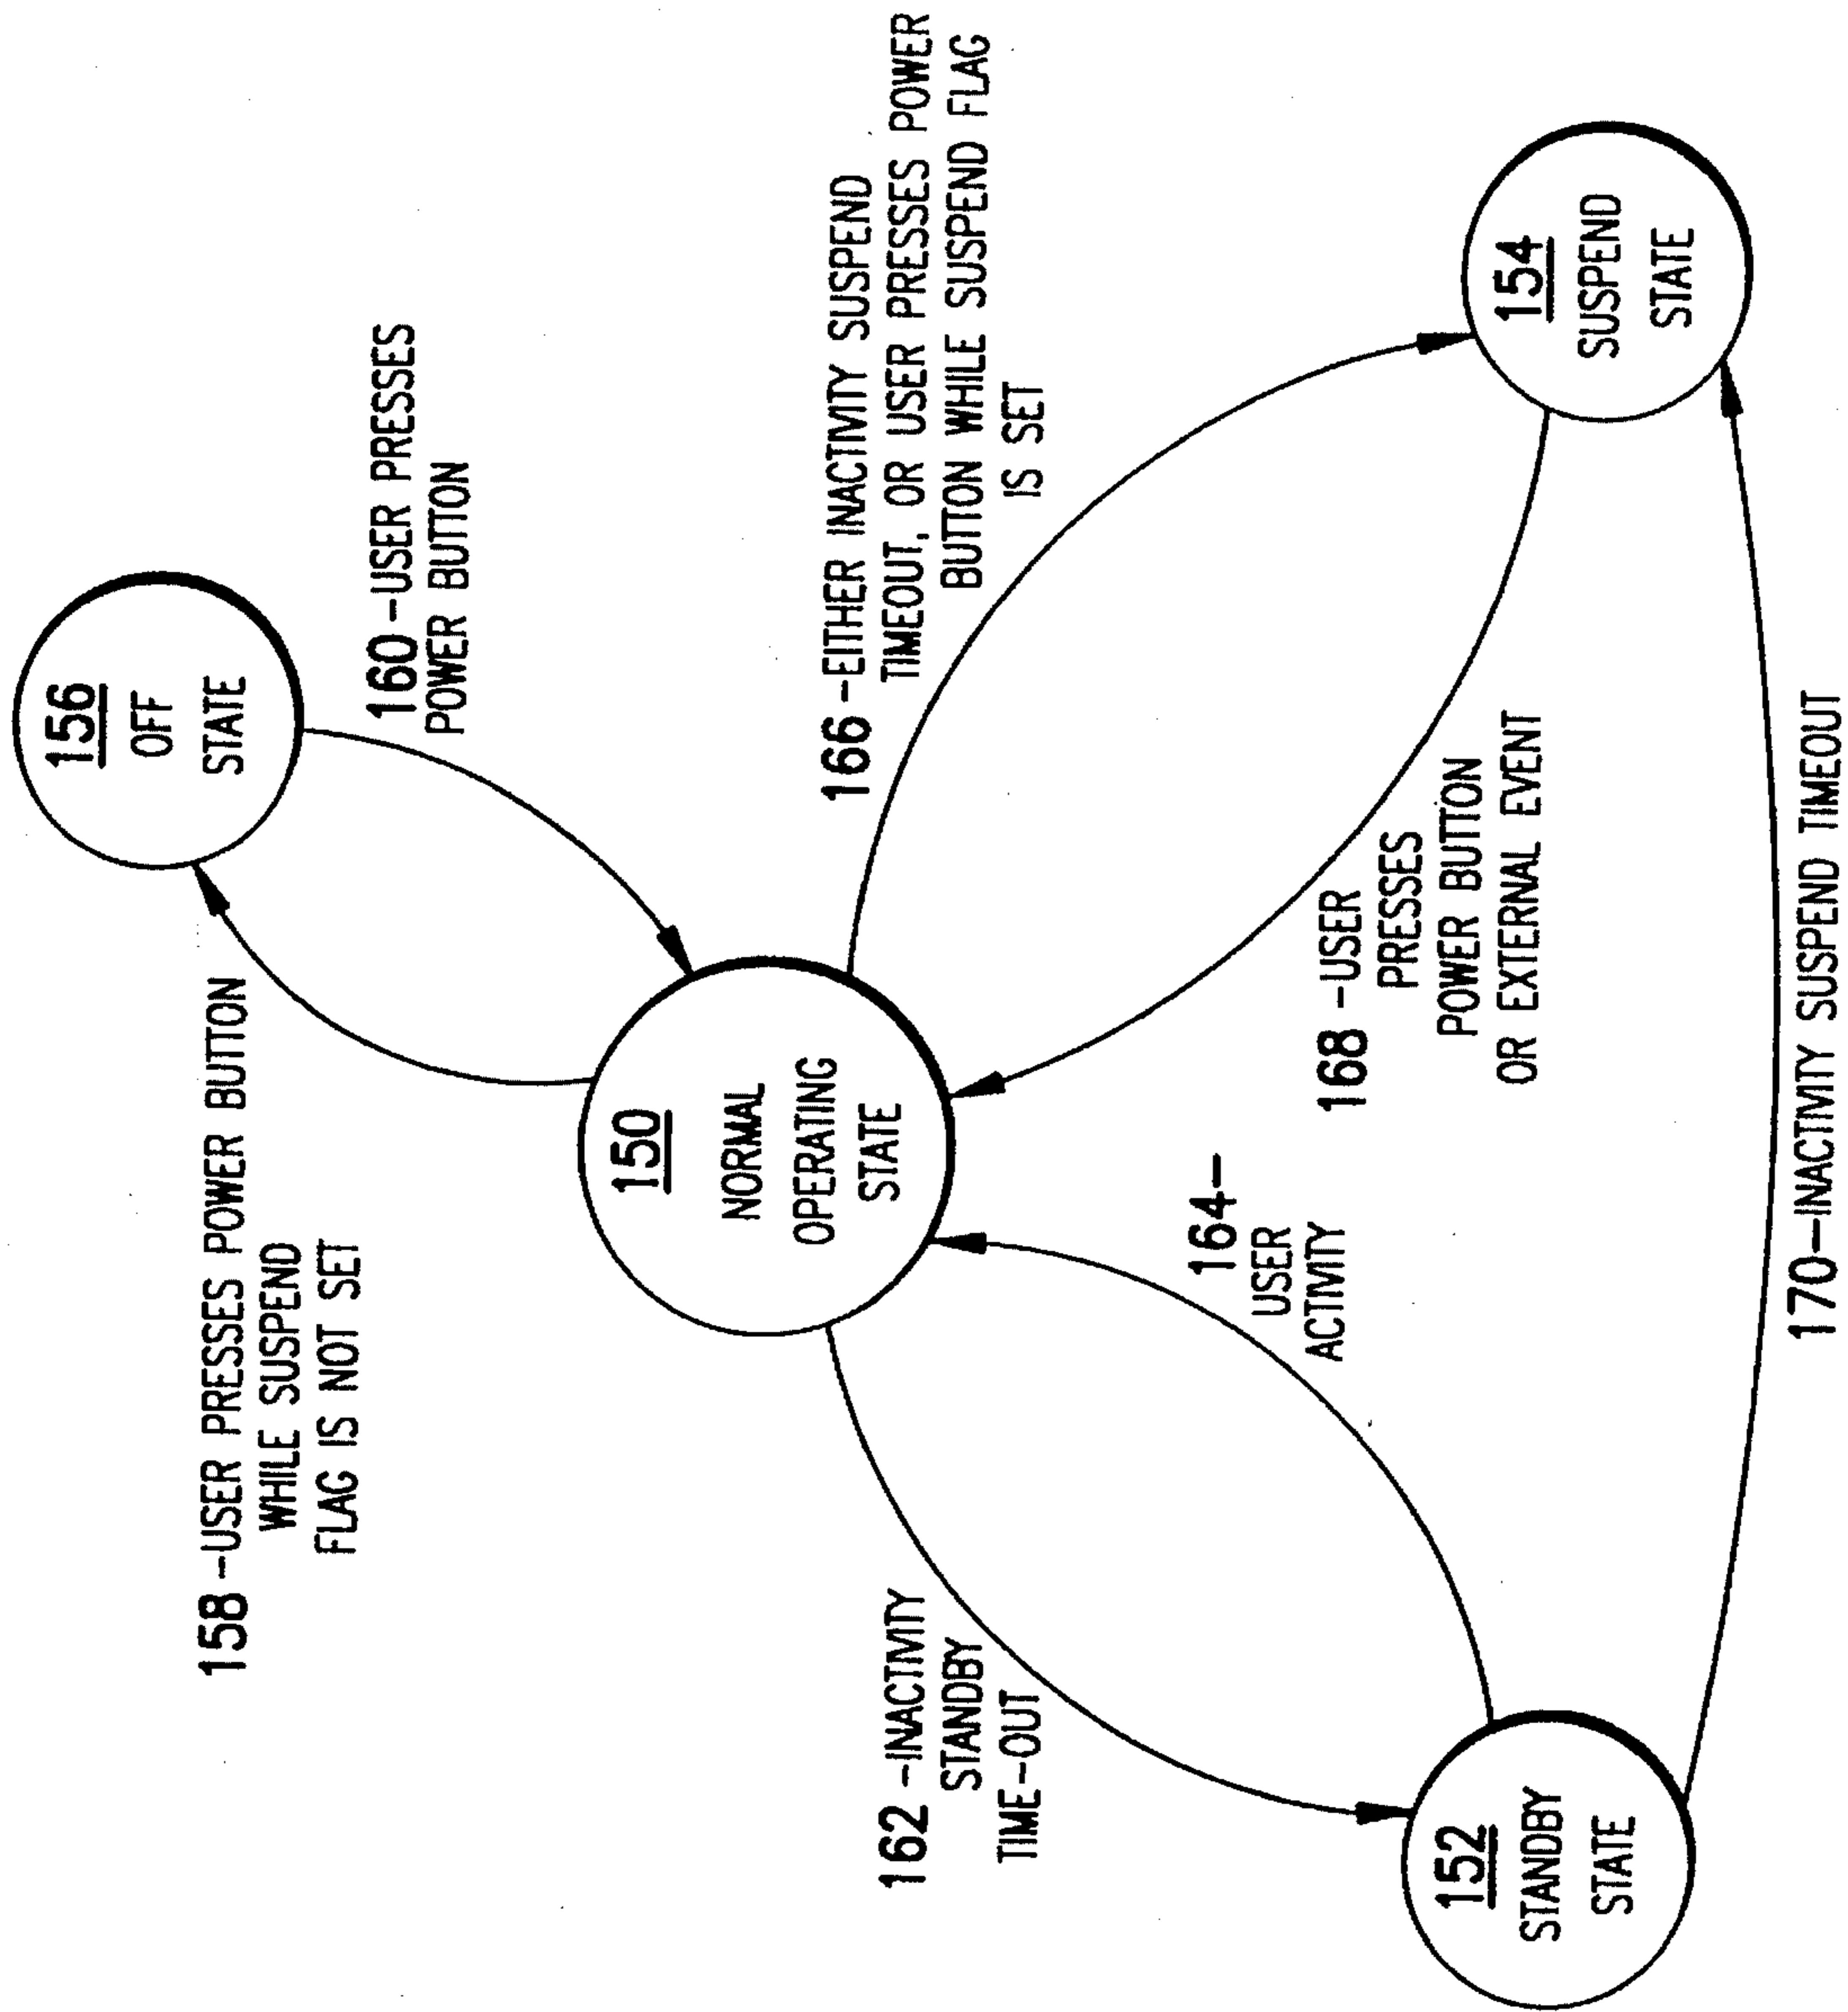 156
OFF
STATE
158-USER PRESSES POWER BUTTON
WHILE SUSPEND
FLAG IS NOT SET
160-USER PRESSES
POWER BUTTON
150
NORMAL
OPERATING
STATE
162-INACTIVITY
STANDBY
TIME-OUT
164-
USER
ACTIVITY
166-EITHER INACTIVITY SUSPEND
TIMEOUT, OR USER PRESSES POWER
BUTTON WHILE SUSPEND FLAG
IS SET
168-USER
PRESSES
POWER BUTTON
OR EXTERNAL EVENT
152
STANDBY
STATE
154
SUSPEND
STATE
170-INACTIVITY SUSPEND TIMEOUT